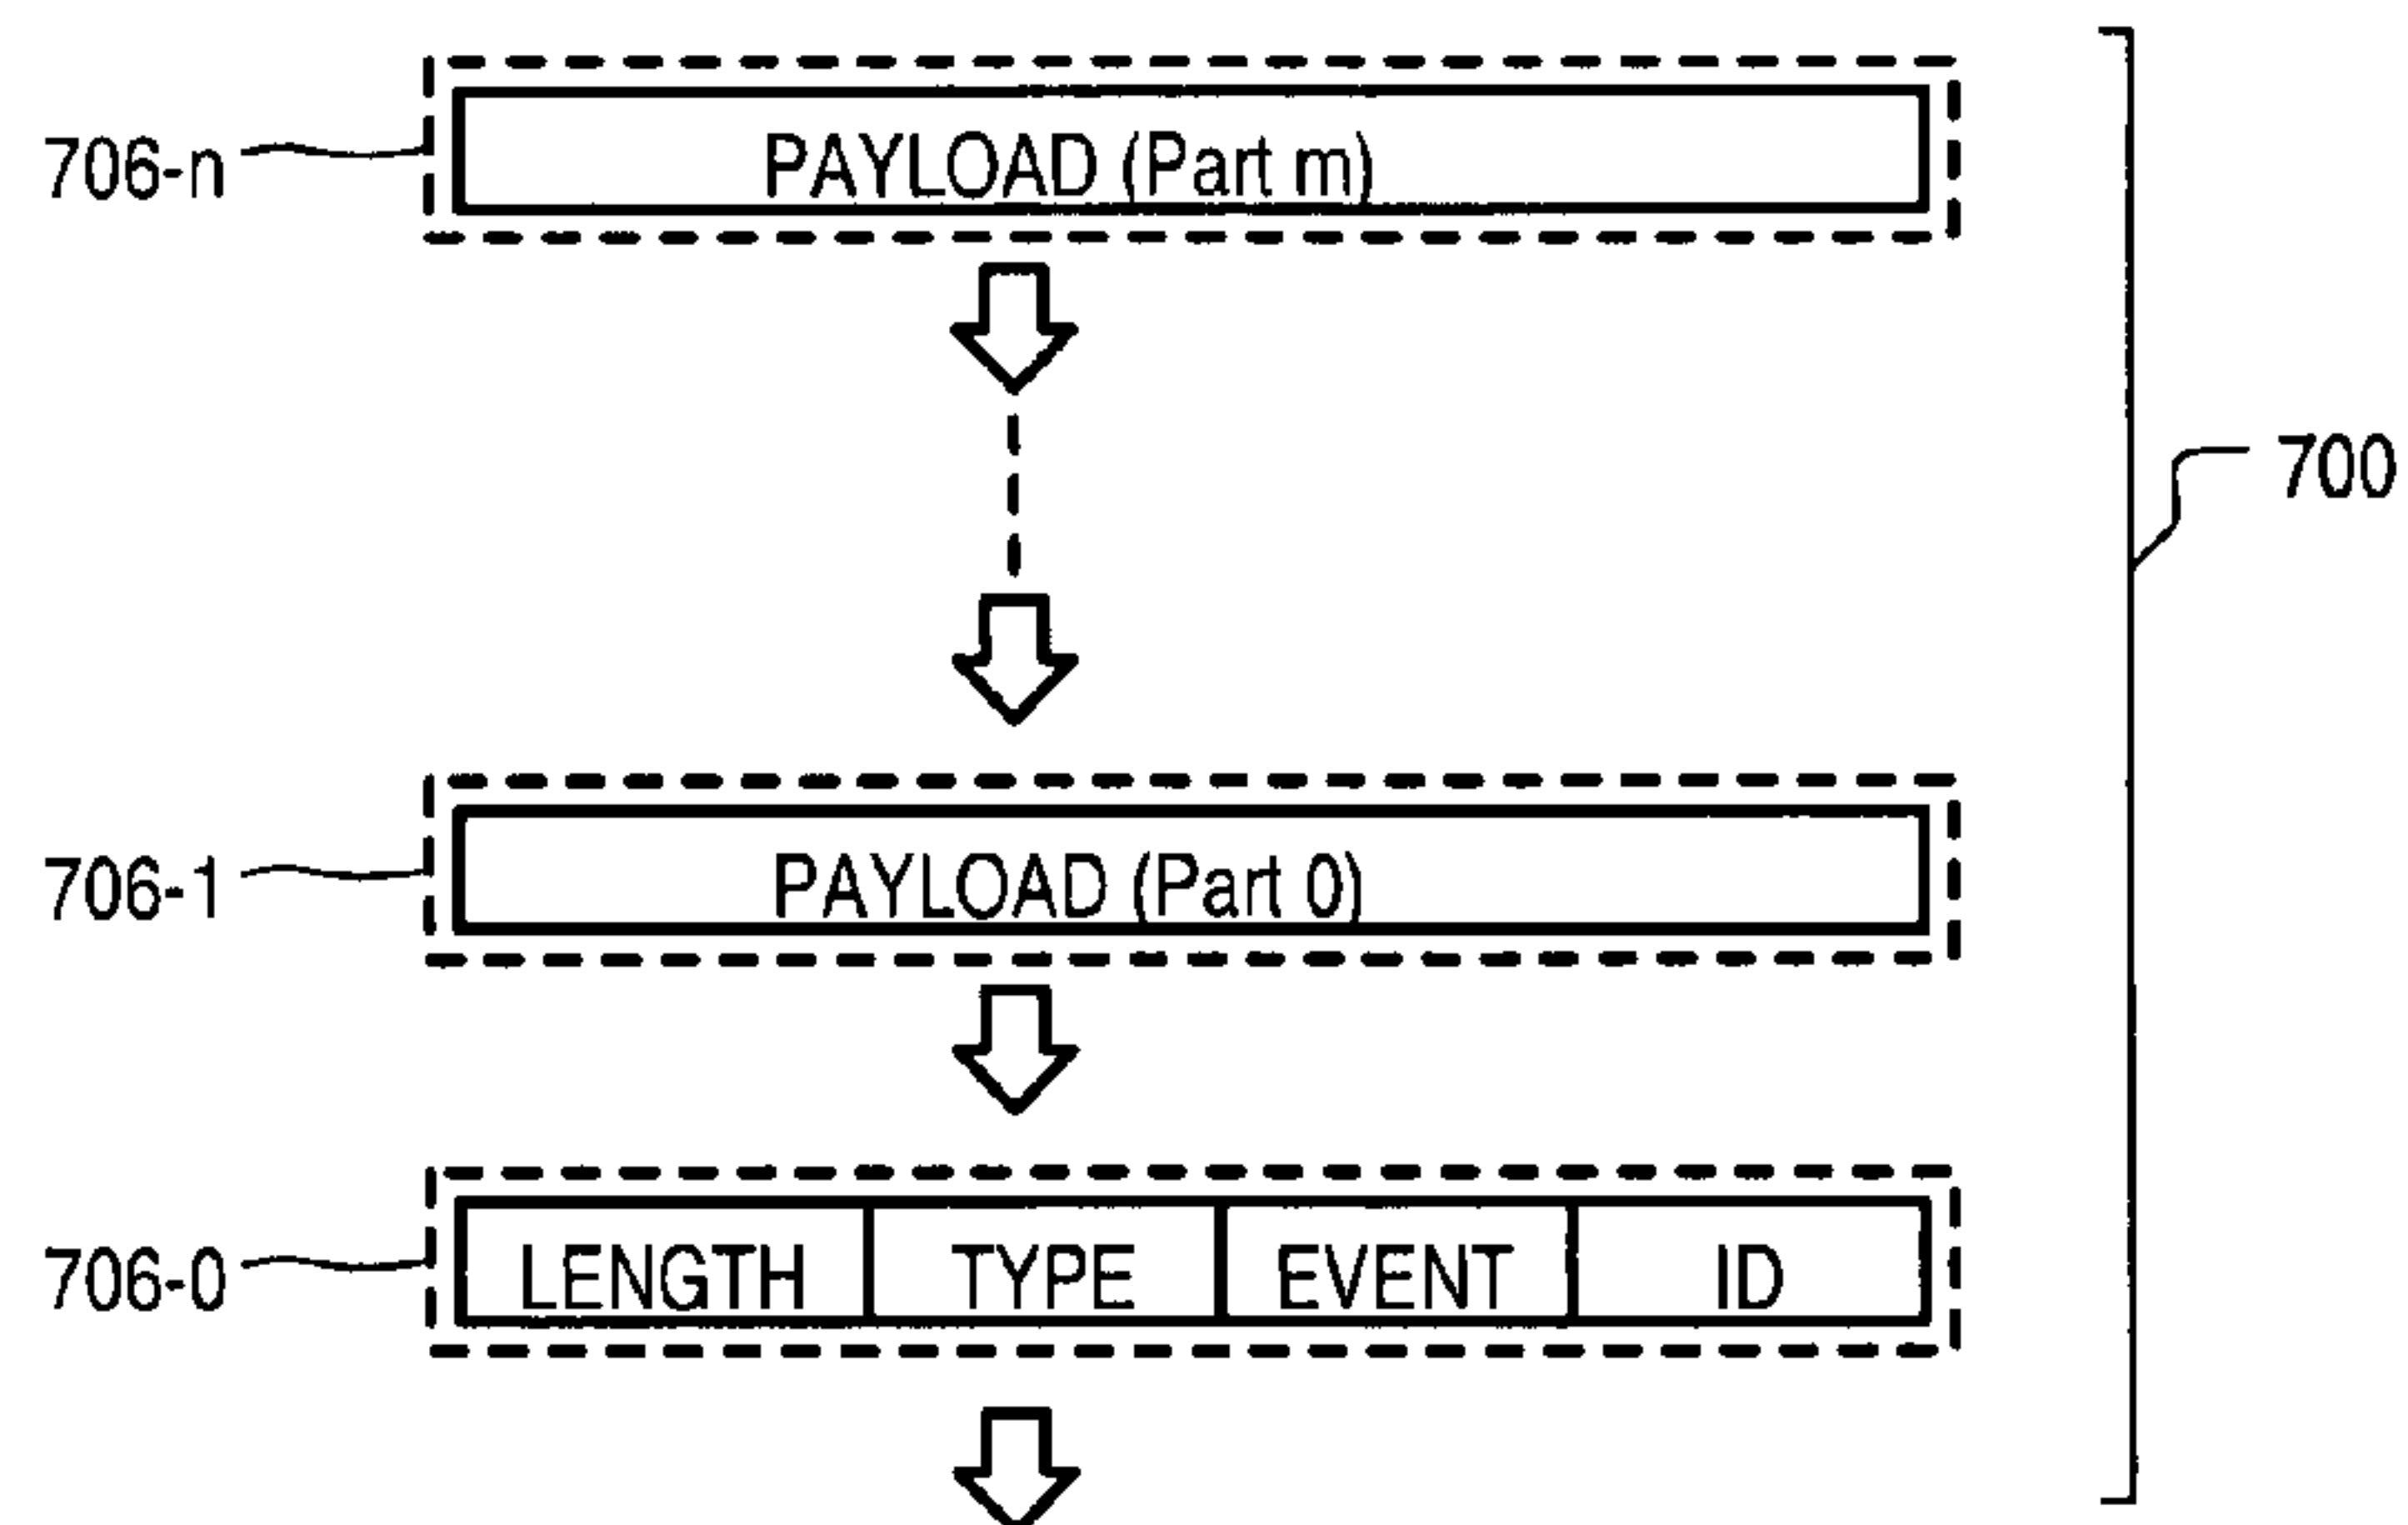 706-n
PAYLOAD (Part m)
700
706-1
PAYLOAD (Part 0)
706-0
LENGTH TYPE EVENT ID